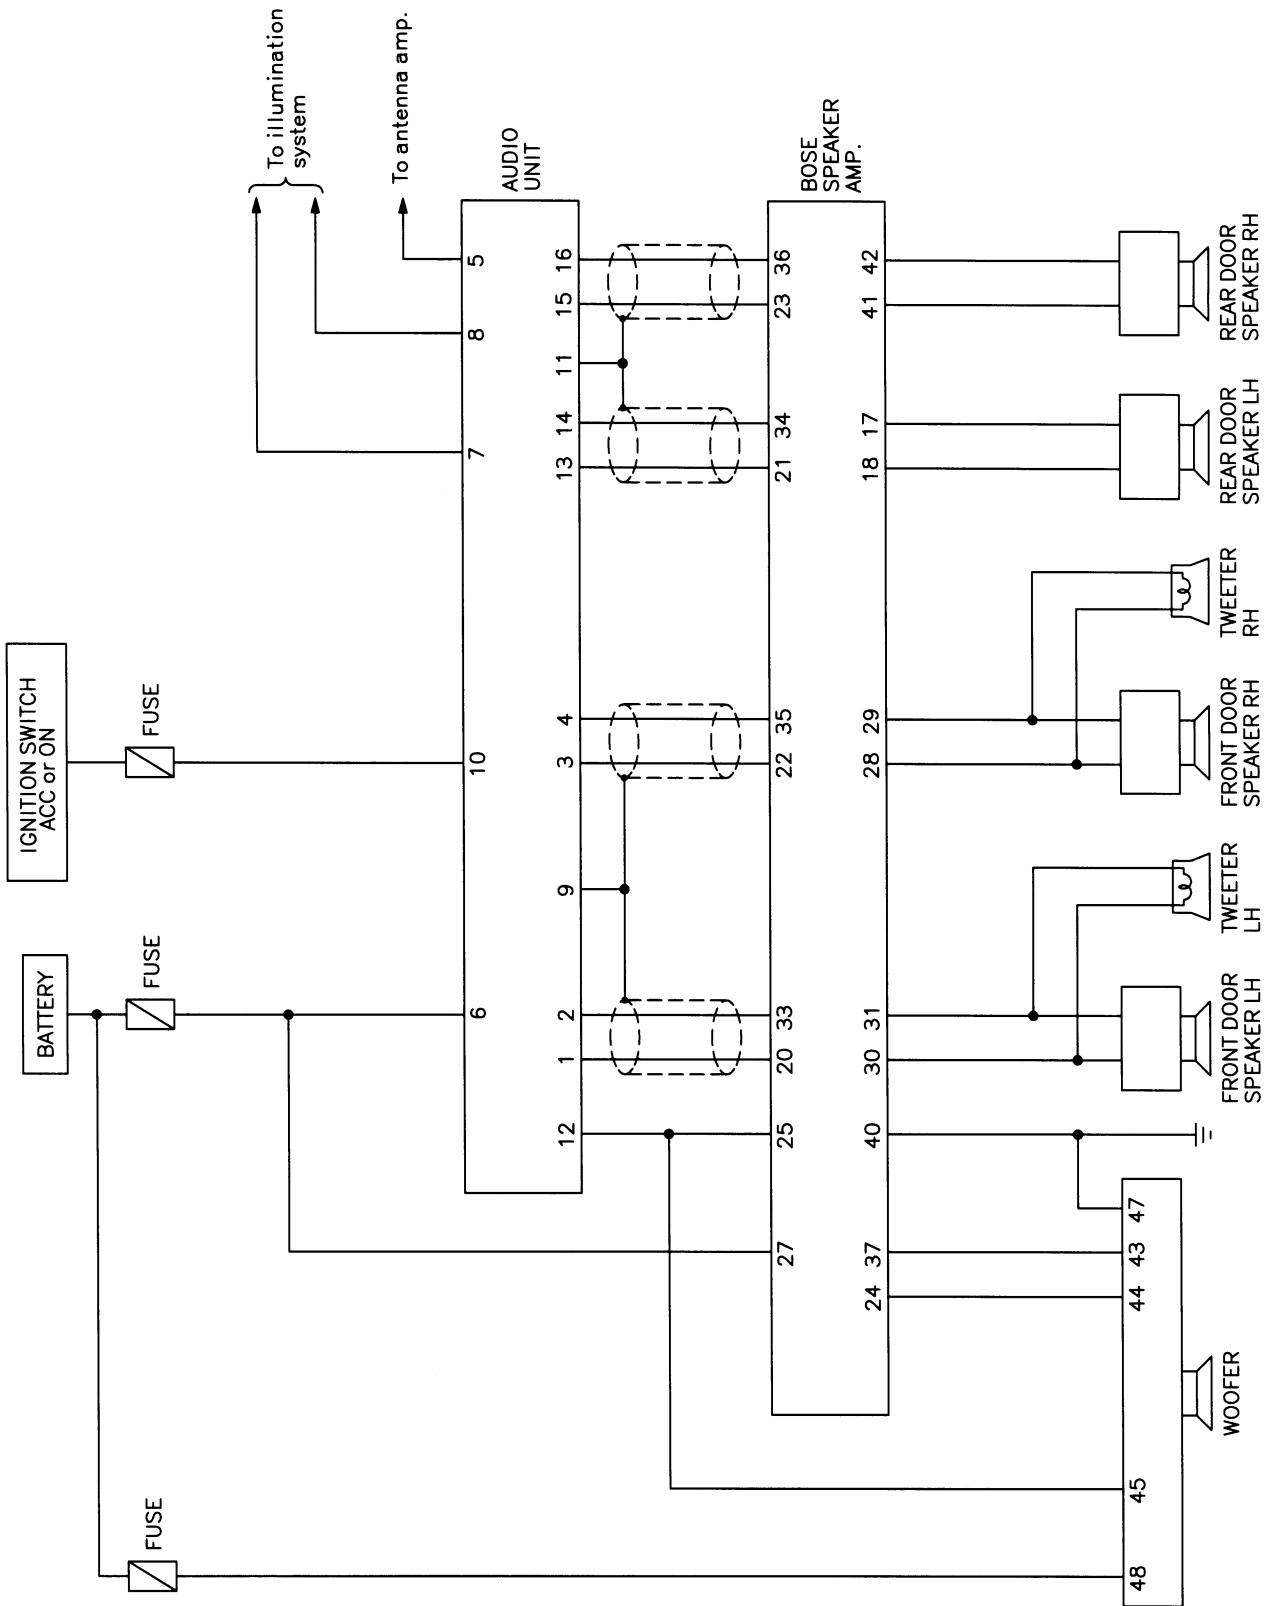 BATTERY
FUSE
FUSE
IGNITION SWITCH
ACC or ON
FUSE
To illumination
system
To antenna amp.
6
10
7
8
5
AUDIO
UNIT
12
1
2
9
3
4
13
14
11
15
16
27
25
20
33
22
35
21
34
23
36
BOSE
SPEAKER
AMP.
24
37
40
30
31
28
29
18
17
41
42
48
45
44
43
47
WOOFER
FRONT DOOR
SPEAKER LH
TWEETER
LH
FRONT DOOR
SPEAKER RH
TWEETER
RH
REAR DOOR
SPEAKER LH
REAR DOOR
SPEAKER RH